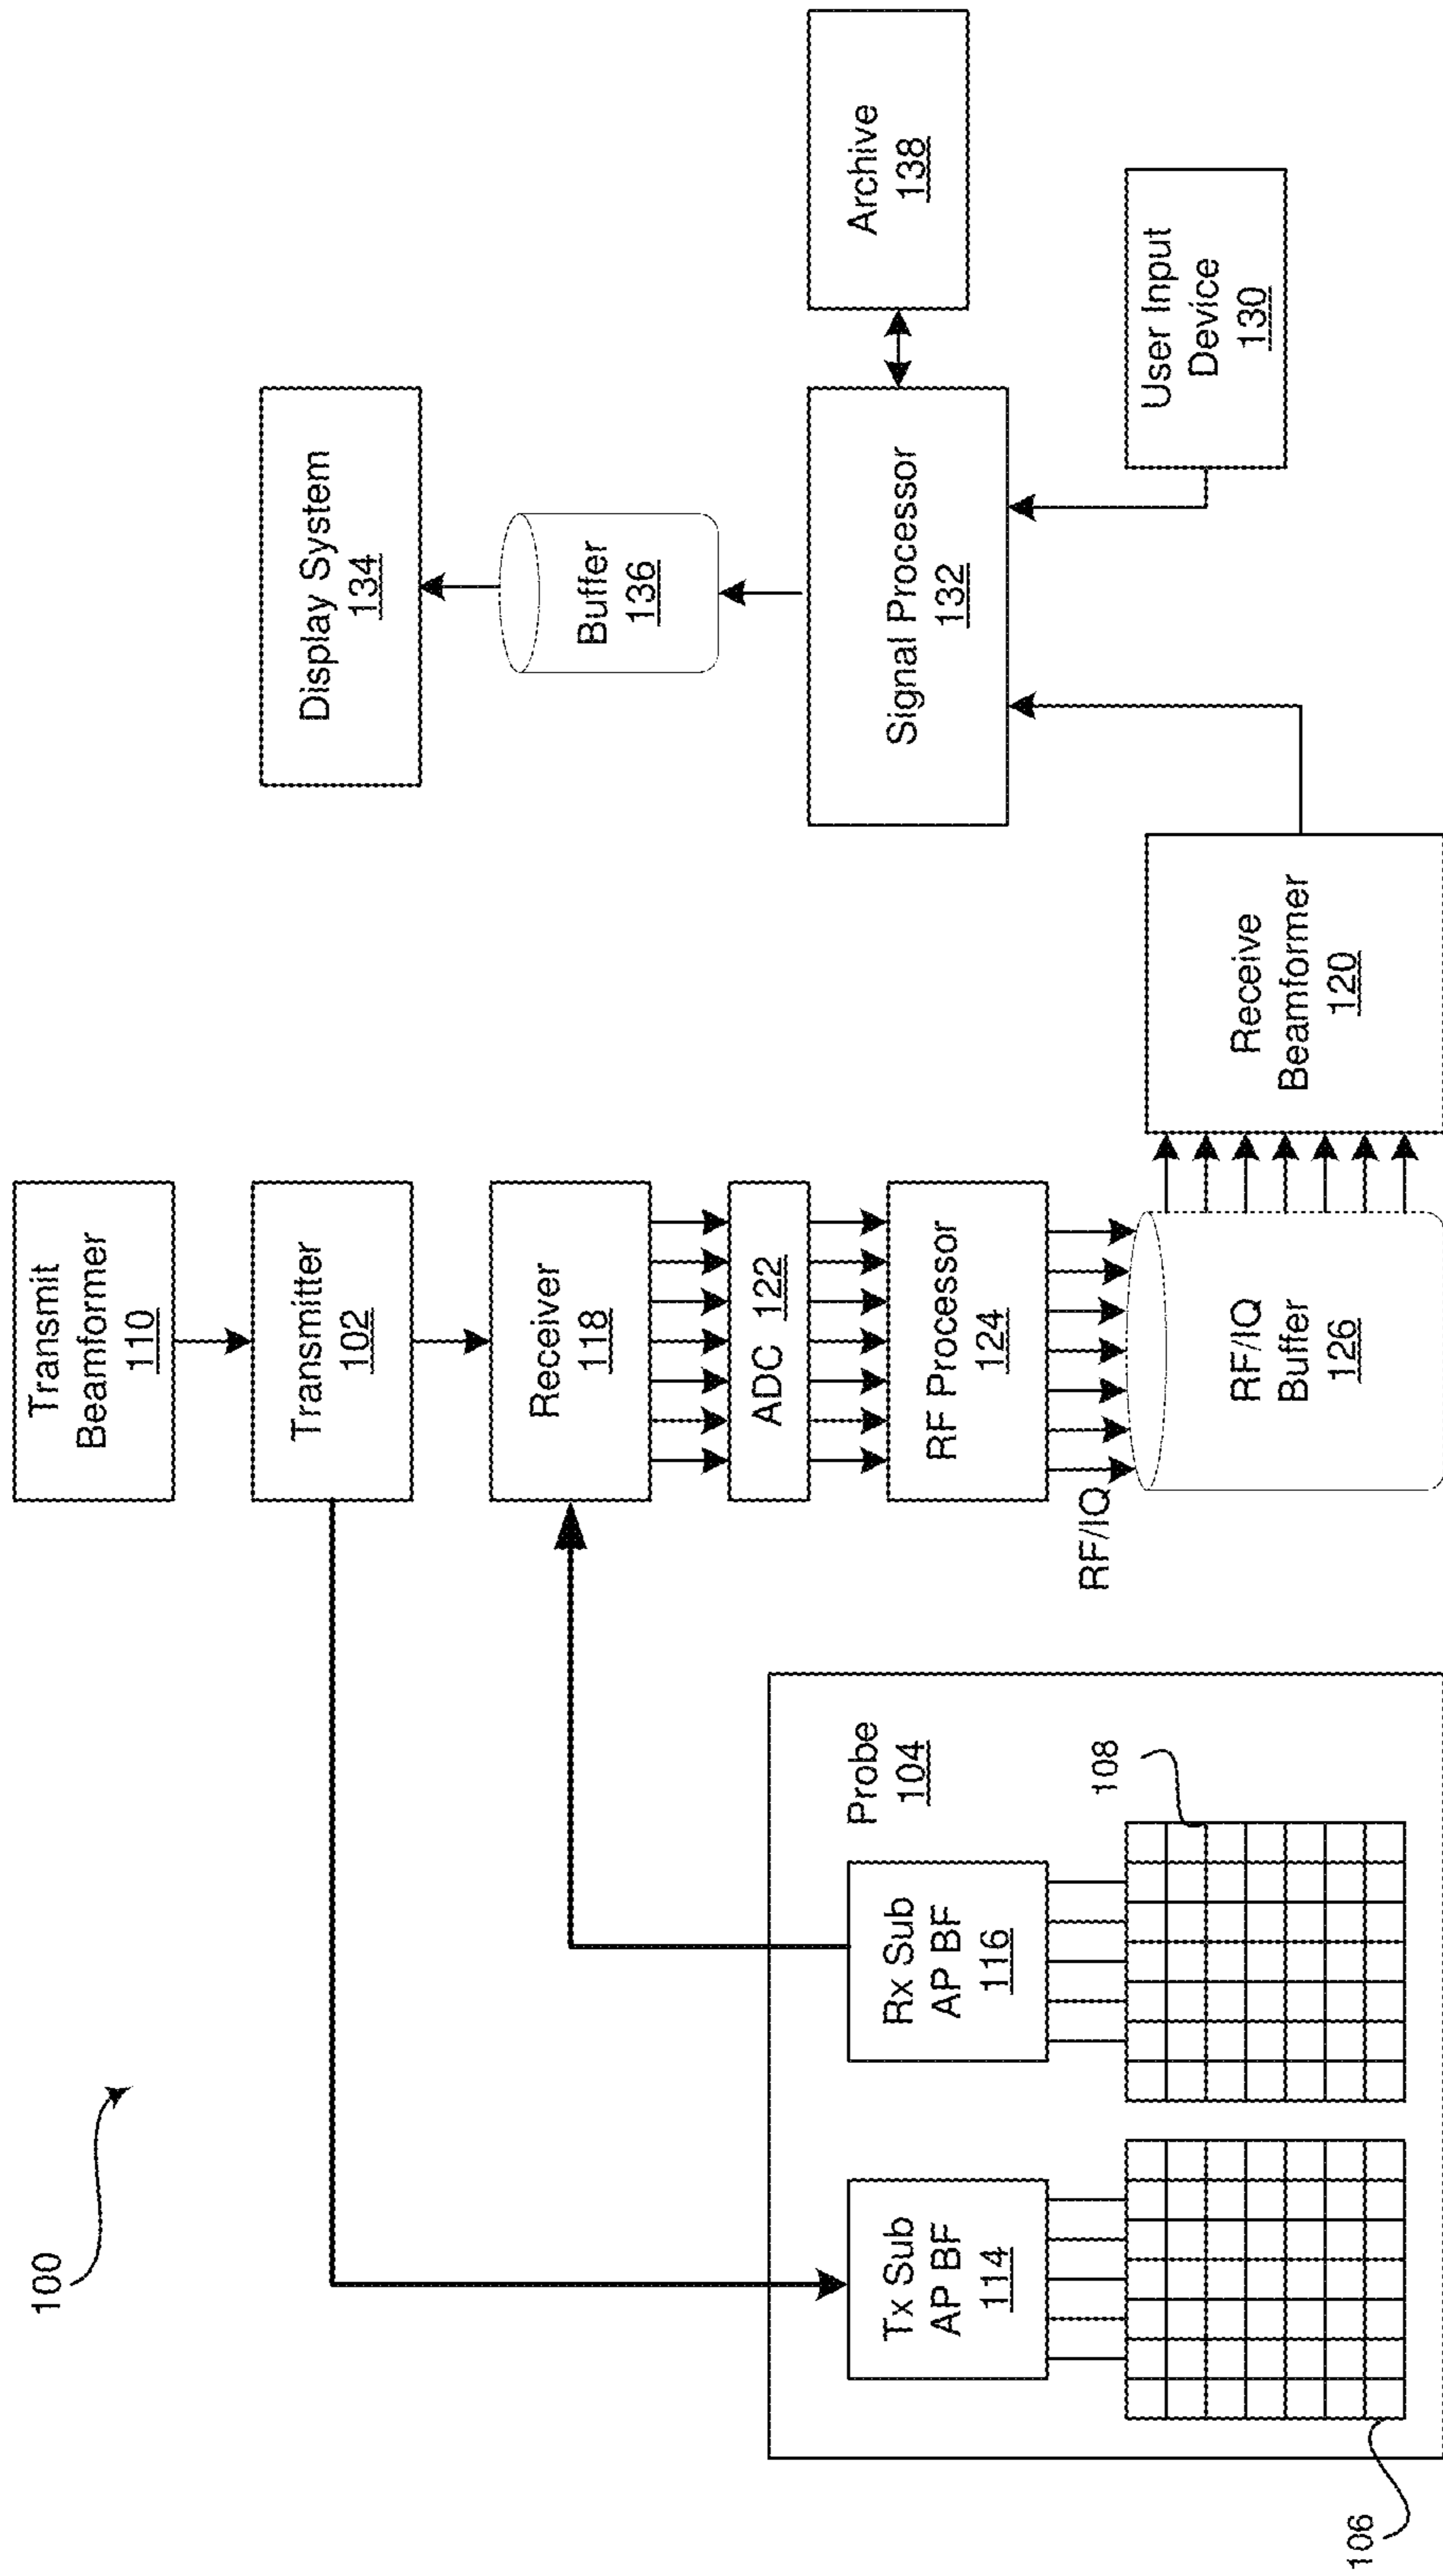 100
Transmit
Beamformer
110
Transmitter
102
Receiver
118
ADC 122
RF Processor
124
RF/IQ
RF/IQ
Buffer
126
Receive
Beamformer
120
Probe
104
Tx Sub
AP BF
114
Rx Sub
AP BF
116
106
108
Display System
134
Buffer
136
Signal Processor
132
Archive
138
User Input
Device
130